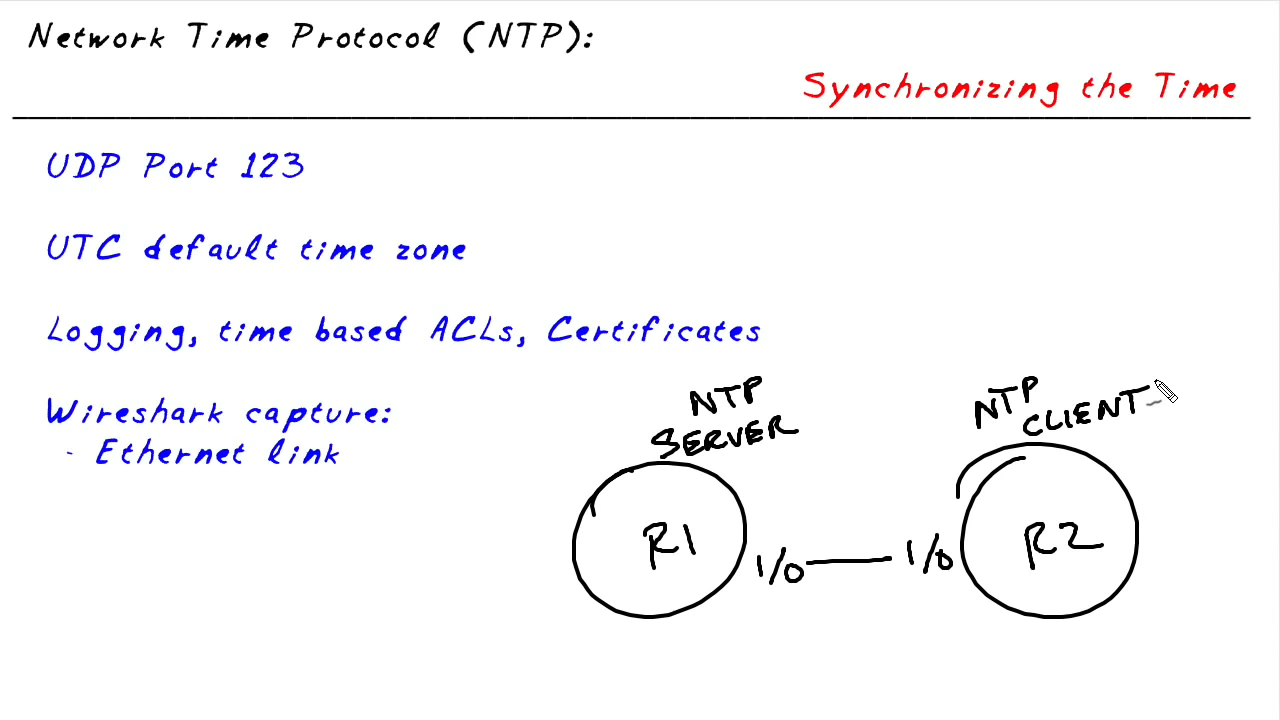 Network Time Protocol (NTP):
Synchronizing the Time
UDP Port 123
UTC default time zone
Logging, time based ACLs, Certificates
Wireshark capture:
- Ethernet link
NTP
SERVER
NTP
CLIENT
R1
1/0
1/0
R2